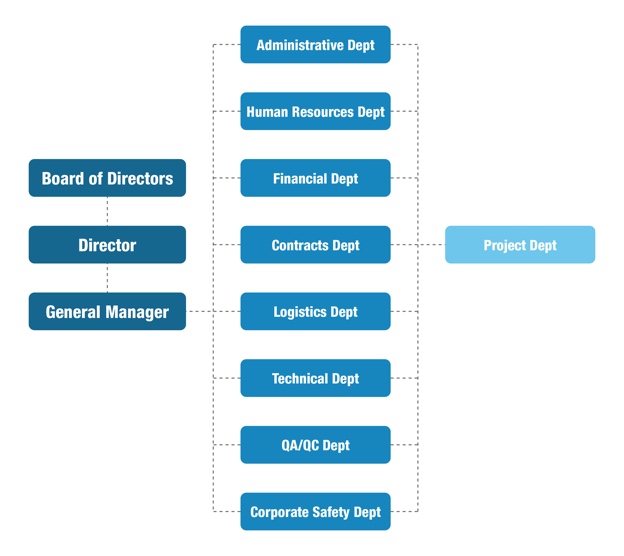 Board of Directors
Director
General Manager
Administrative Dept
Human Resources Dept
Financial Dept
Contracts Dept
Logistics Dept
Technical Dept
QA/QC Dept
Corporate Safety Dept
Project Dept